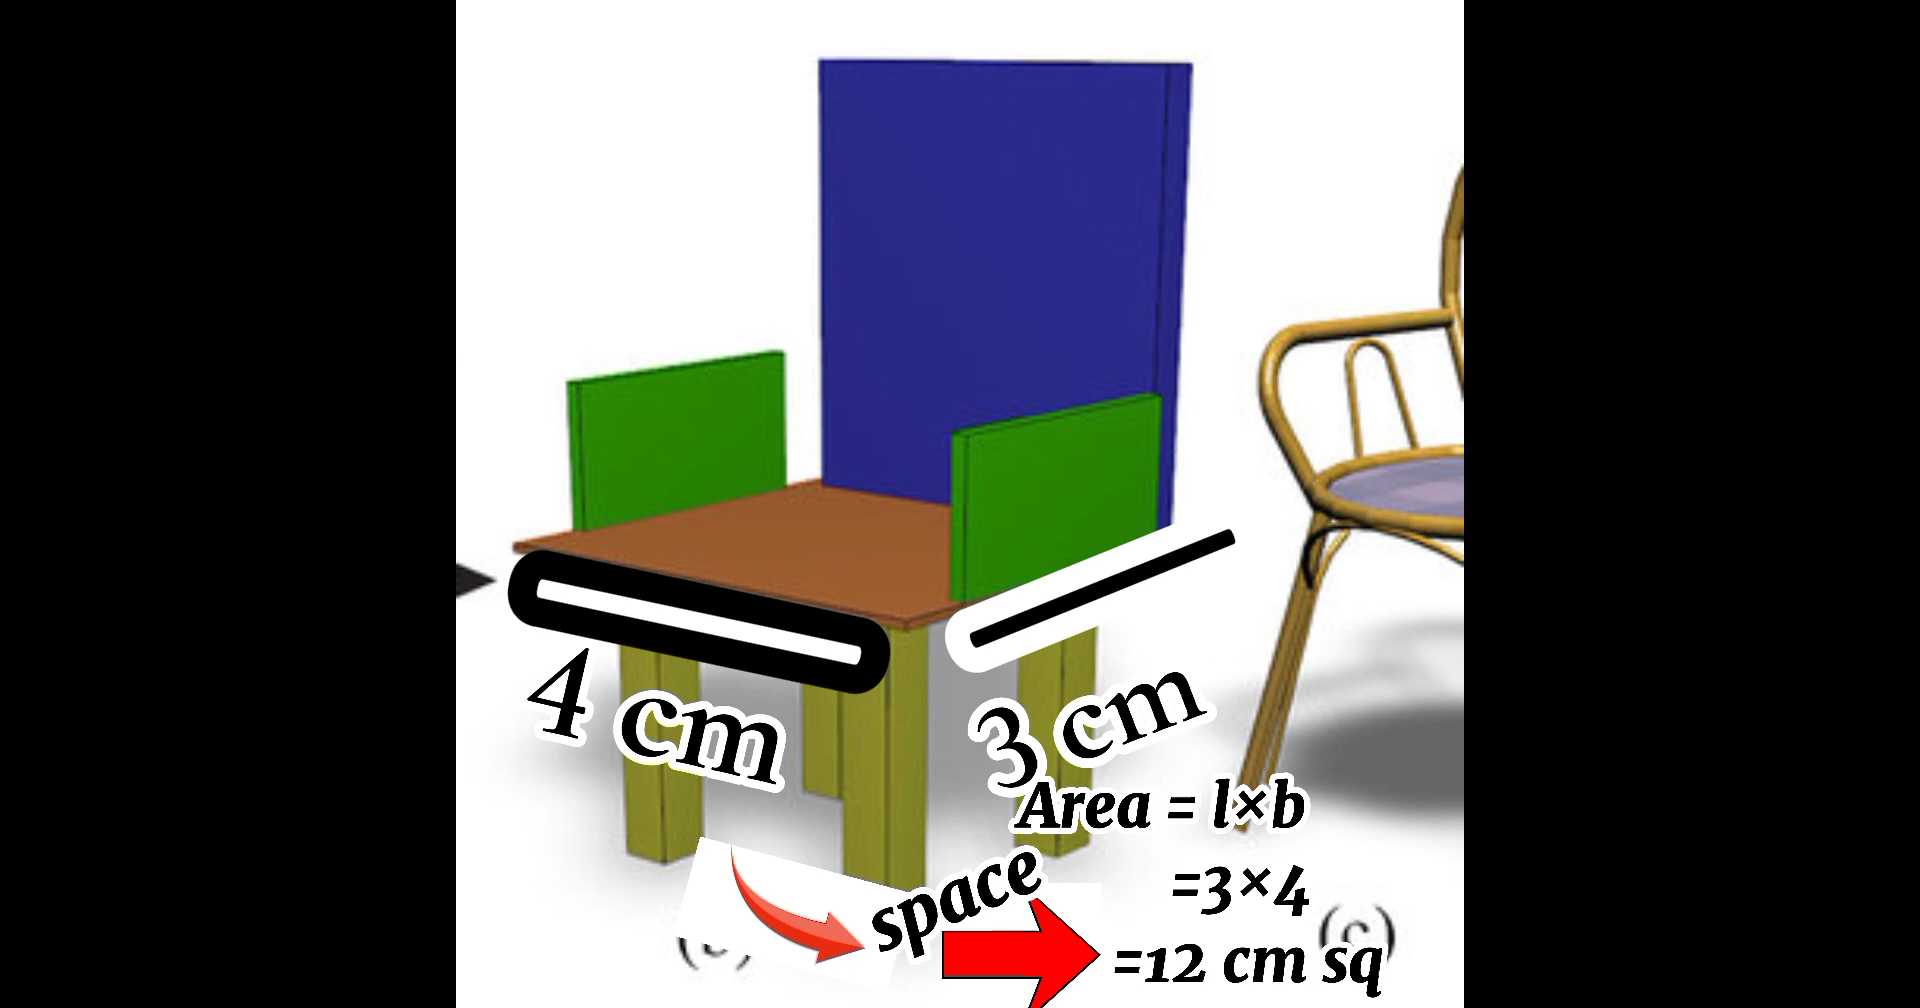 4 cm
3 cm
Area = l×b
space
=3×4
(c)
=12 cm sq